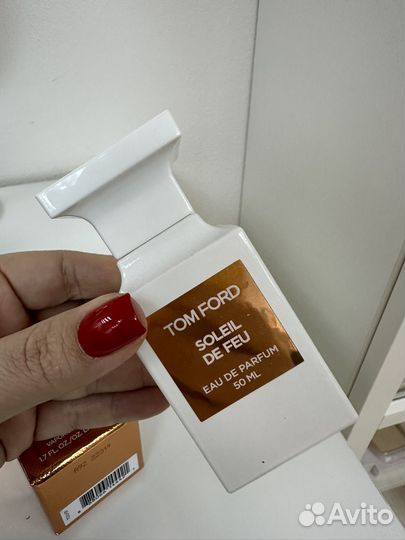 TOM FORD
SOLEIL
DE FEU
EAU DE PARFUM
50 ML
1.7 FL.OZ./OZ.
Avito